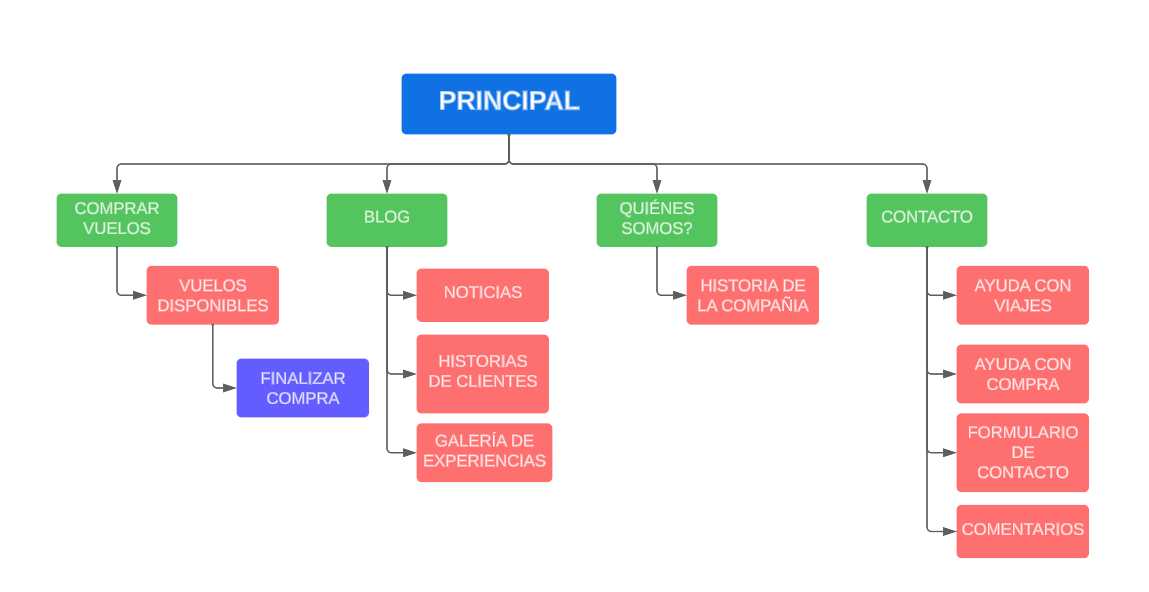 PRINCIPAL
COMPRAR
VUELOS
BLOG
QUIÉNES
SOMOS?
CONTACTO
VUELOS
DISPONIBLES
FINALIZAR
COMPRA
NOTICIAS
HISTORIAS
DE CLIENTES
GALERÍA DE
EXPERIENCIAS
HISTORIA DE
LA COMPAÑIA
AYUDA CON
VIAJES
AYUDA CON
COMPRA
FORMULARIO
DE
CONTACTO
COMENTARIOS